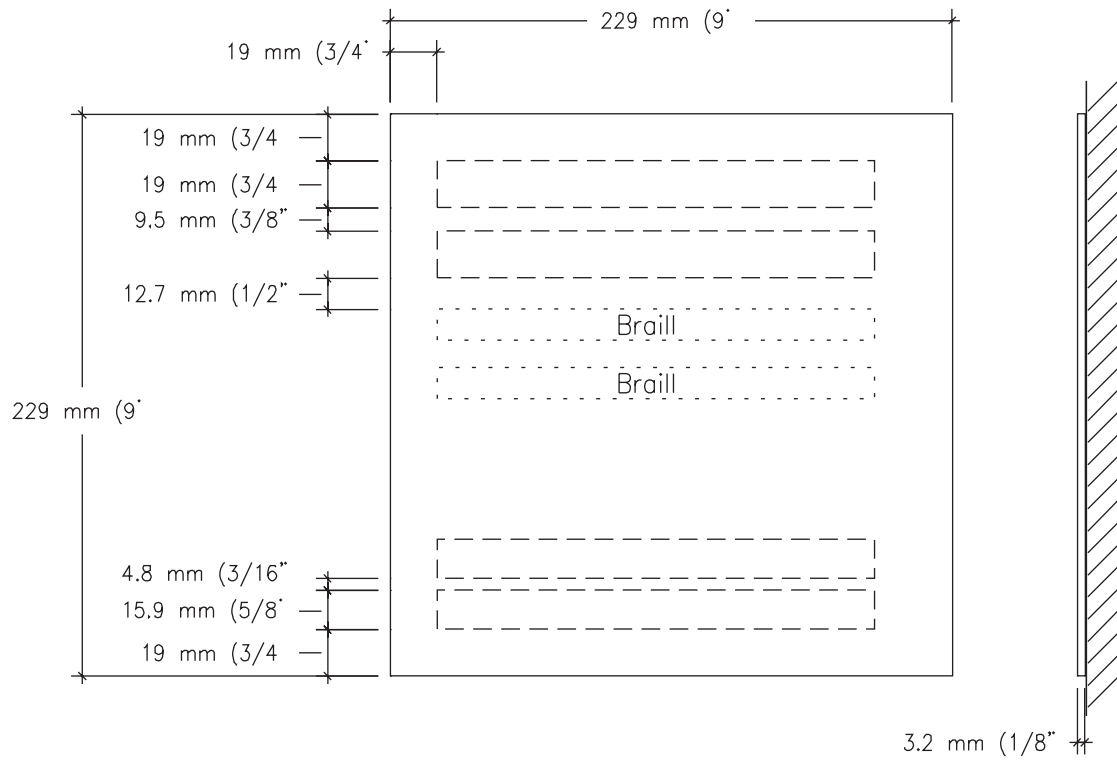 229 mm (9"
19 mm (3/4"
19 mm (3/4
19 mm (3/4
9.5 mm (3/8"
12.7 mm (1/2"
Braill
Braill
229 mm (9"
4.8 mm (3/16"
15.9 mm (5/8"
19 mm (3/4
3.2 mm (1/8"